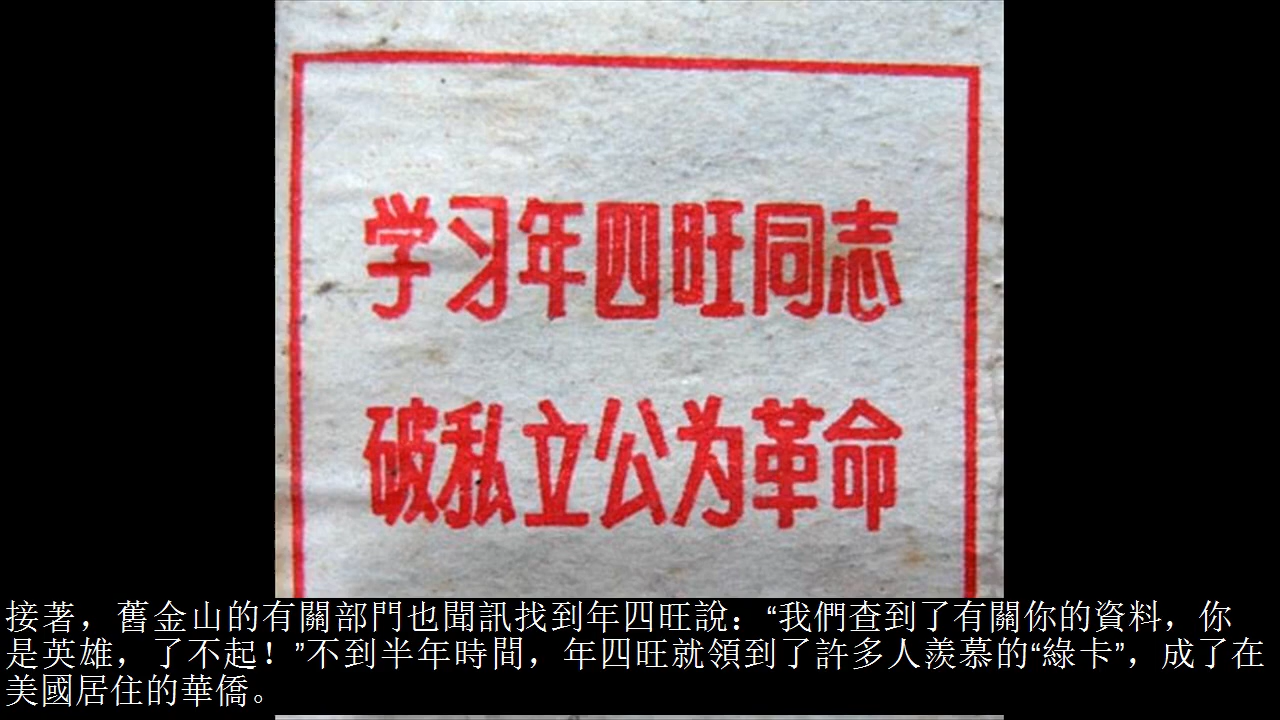 学习年四旺同志
破私立公为革命
接著，舊金山的有關部門也聞訊找到年四旺說：“我們查到了有關你的資料，你
是英雄，了不起！”不到半年時間，年四旺就領到了許多人羨慕的“綠卡”，成了在
美國居住的華僑。